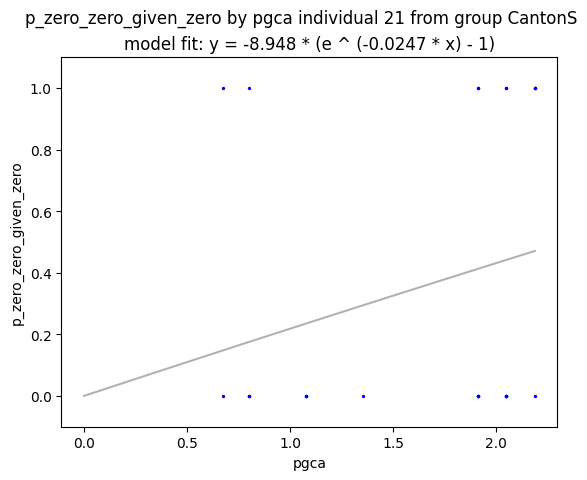 p_zero_zero_given_zero by pgca individual 21 from group CantonS
model fit: y = -8.948 * (e ^ (-0.0247 * x) - 1)
1.0
0.8
0.6
0.4
0.2
0.0
p_zero_zero_given_zero
0.0 0.5 1.0 1.5 2.0
pgca